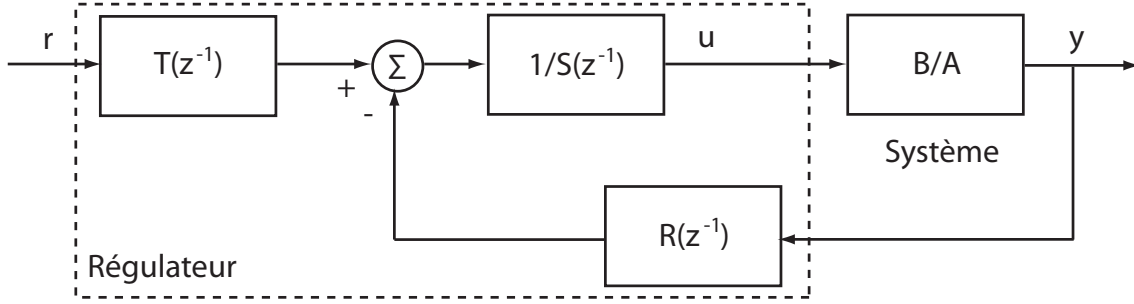 r
T(z⁻¹)
+
-
Σ
1/S(z⁻¹)
u
B/A
y
Système
R(z⁻¹)
Régulateur